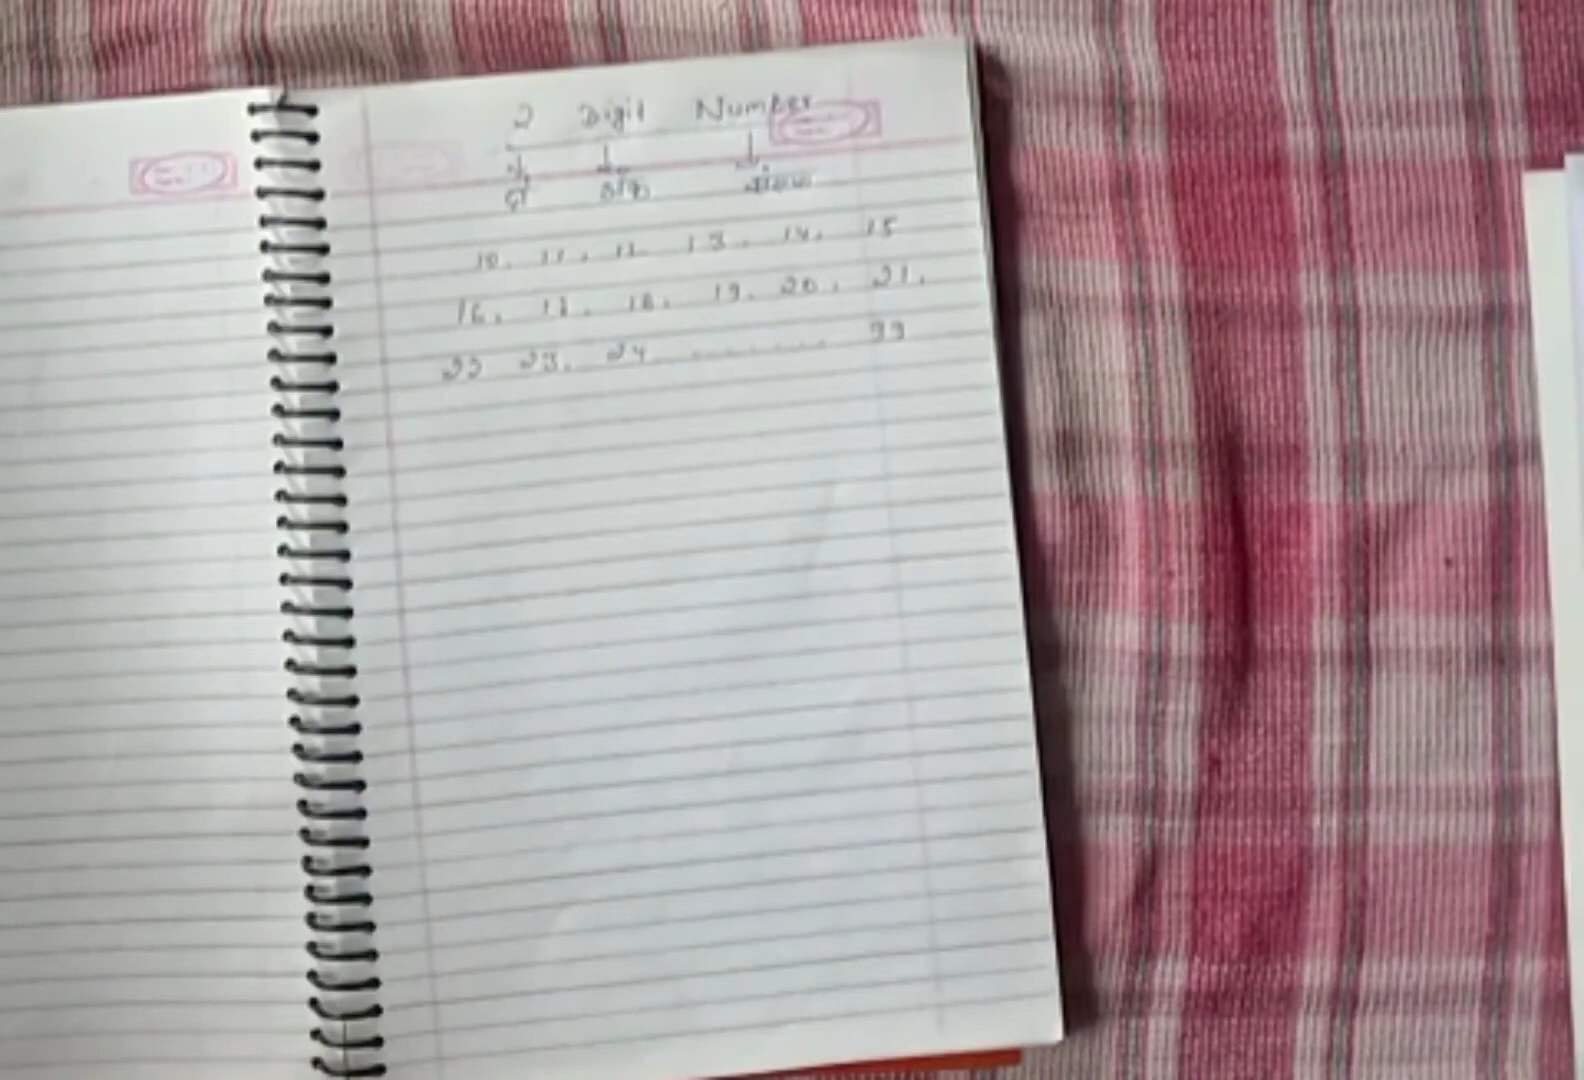 2 Digit Number
10. 11. 12. 13. 14. 15
16. 17. 18. 19. 20. 21.
22 23. 24 ......... 99